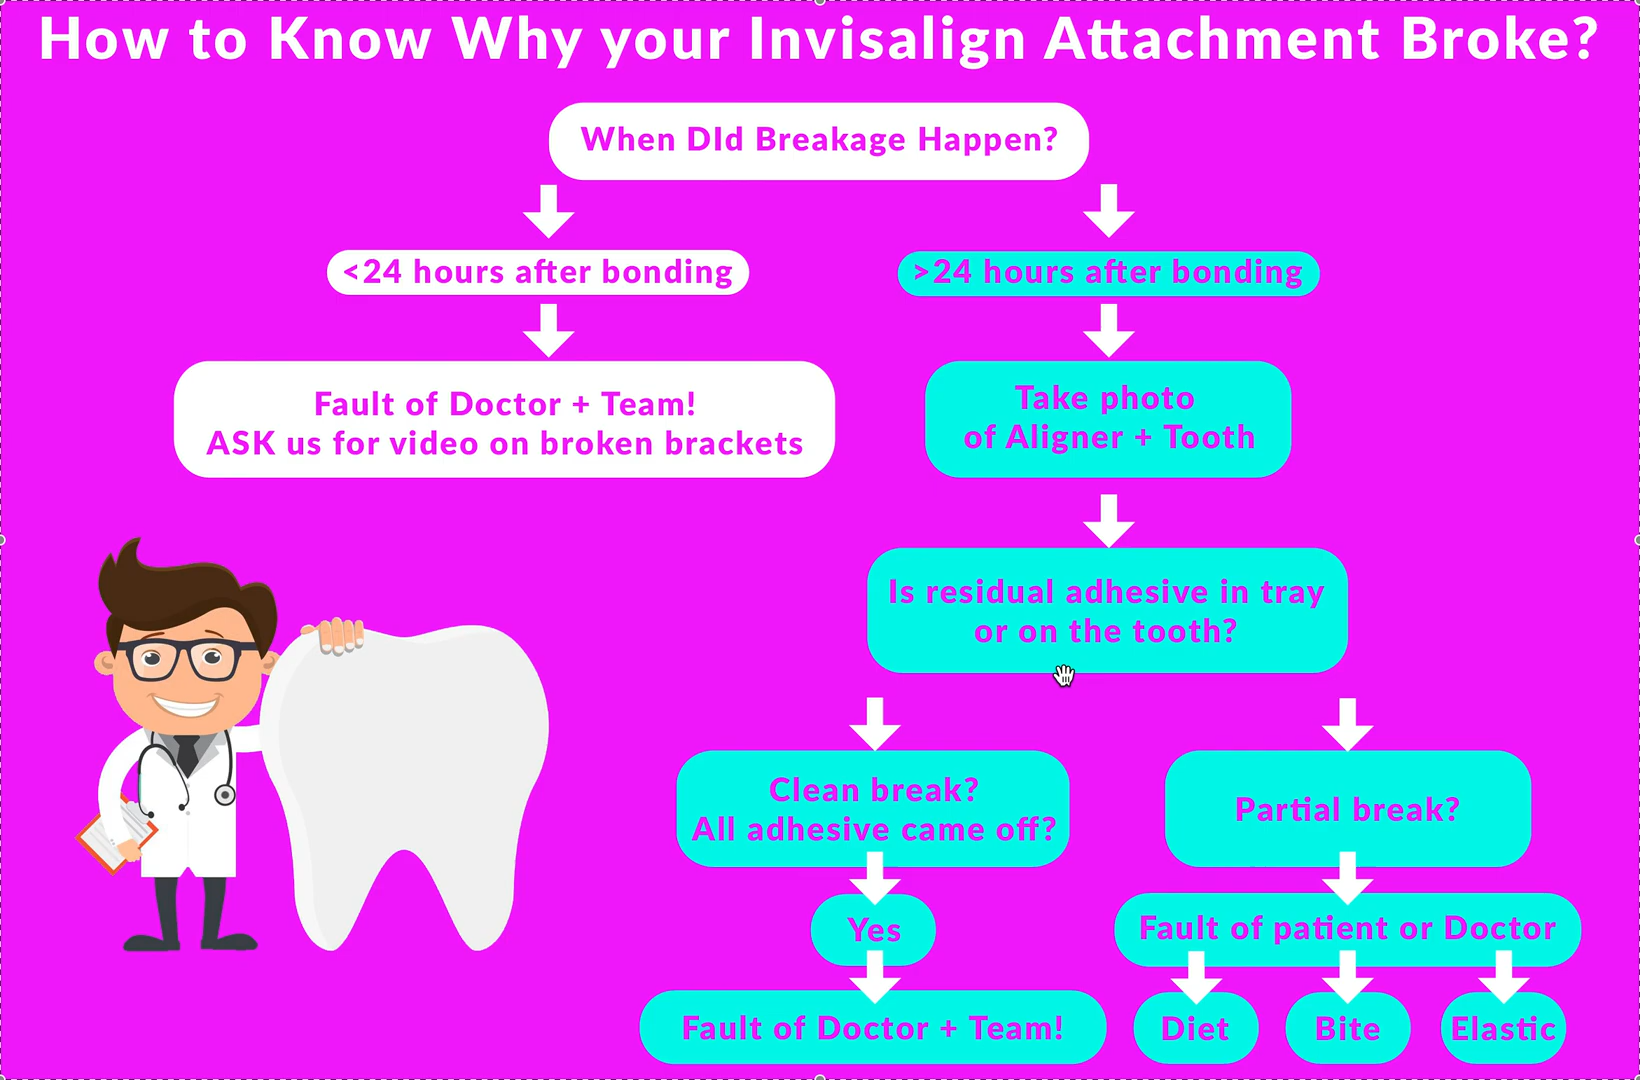 How to Know Why your Invisalign Attachment Broke?
When DId Breakage Happen?
<24 hours after bonding
>24 hours after bonding
Fault of Doctor + Team!
ASK us for video on broken brackets
Take photo
of Aligner + Tooth
Is residual adhesive in tray
or on the tooth?
Clean break?
All adhesive came off?
Partial break?
Yes
Fault of patient or Doctor
Fault of Doctor + Team!
Diet
Bite
Elastic